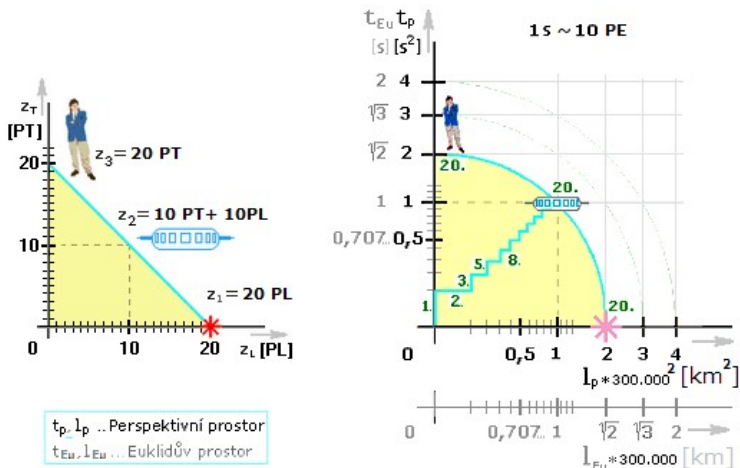 z_T
[PT]
20
10
0
10
20
z_L [PL]
z_3 = 20 PT
z_2 = 10 PT+ 10PL
z_1 = 20 PL
t_p, l_p .. Perspektivní prostor
t_Eu, l_Eu ... Euklidův prostor
t_Eu t_p
[s] [s²]
1s ~ 10 PE
2 4
√3 3
√2 2
1 1
0,707.. 0,5
20.
20.
20.
1.
2.
3.
5.
8.
0
0,5
1
2
3
4
l_p*300.000² [km²]
0
0,707..
1
√2
√3
2
l_Eu*300.000 [km]